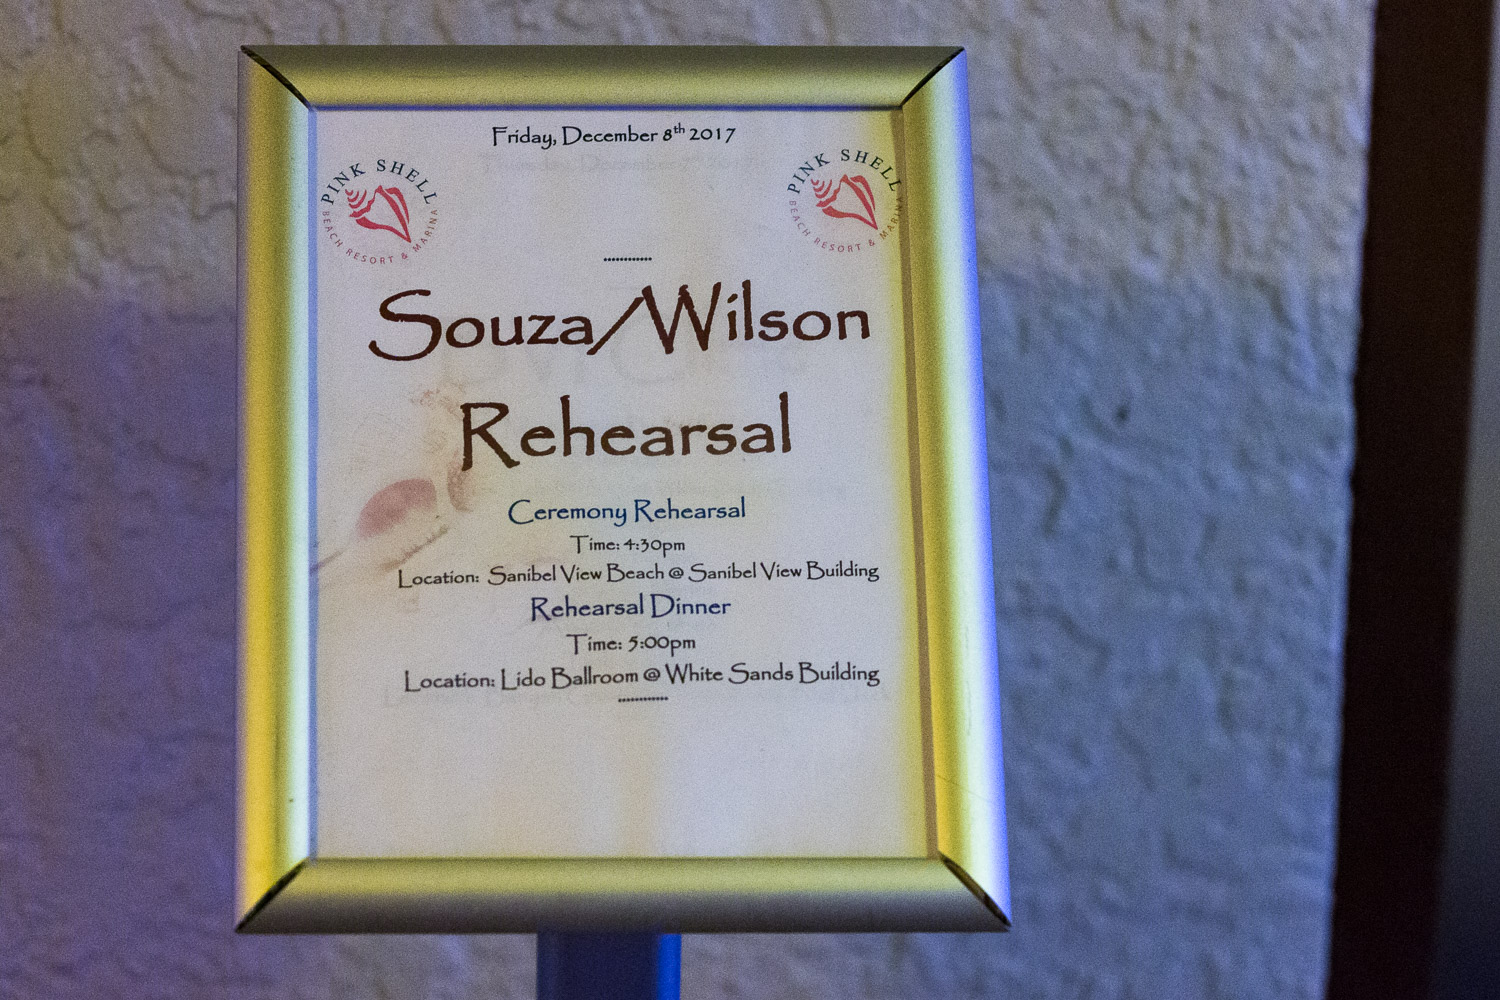 Friday, December 8th 2017
PINK SHELL
BEACH RESORT & MARINA
PINK SHELL
BEACH RESORT & MARINA
Souza/Wilson
Rehearsal
Ceremony Rehearsal
Time: 4:30pm
Location: Sanibel View Beach @ Sanibel View Building
Rehearsal Dinner
Time: 5:00pm
Location: Lido Ballroom @ White Sands Building